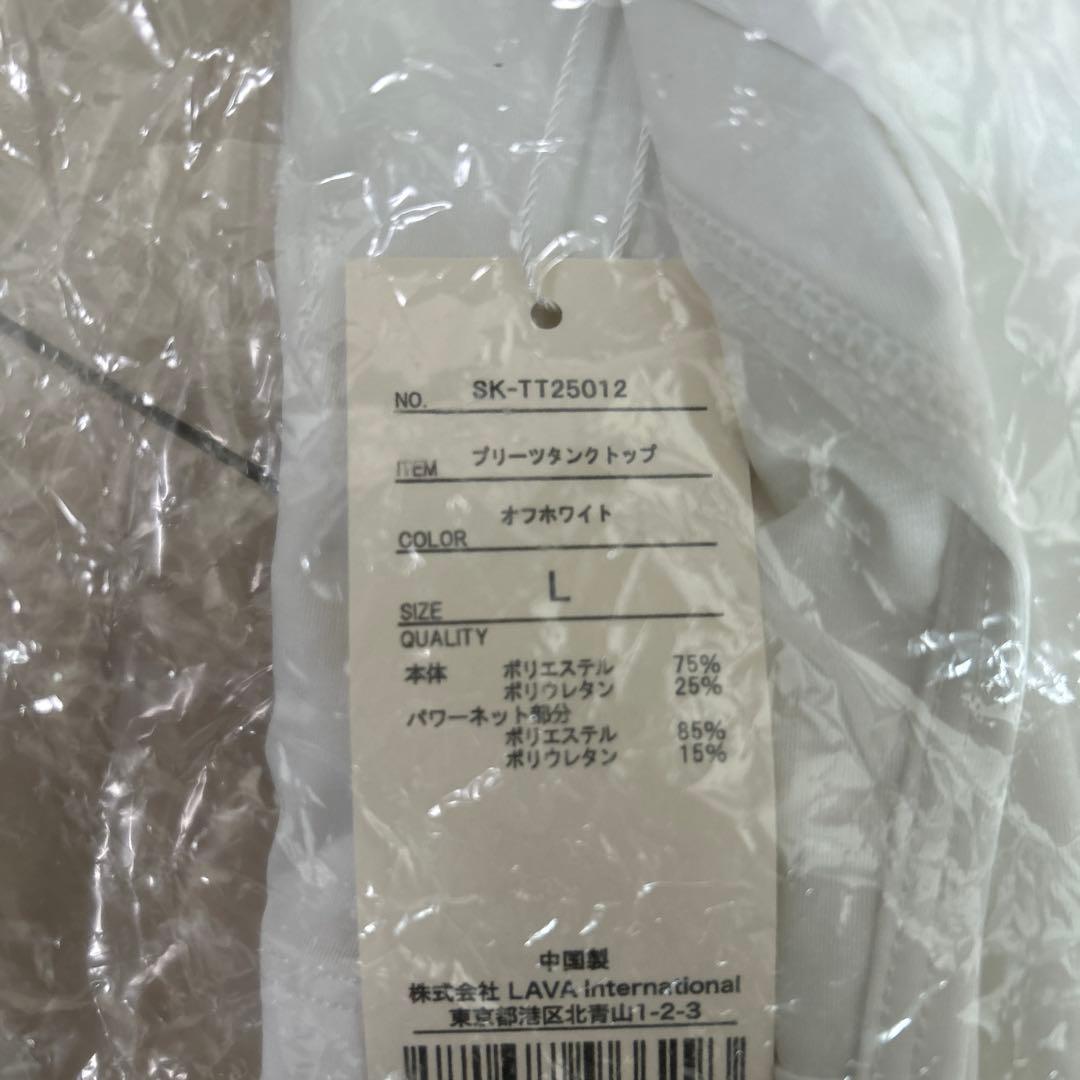 NO. SK-TT25012
ITEM プリーツタンクトップ
COLOR オフホワイト
SIZE L
QUALITY
本体 ポリエステル 75%
ポリウレタン 25%
パワーネット部分
ポリエステル 85%
ポリウレタン 15%
中国製
株式会社 LAVA International
東京都港区北青山1-2-3